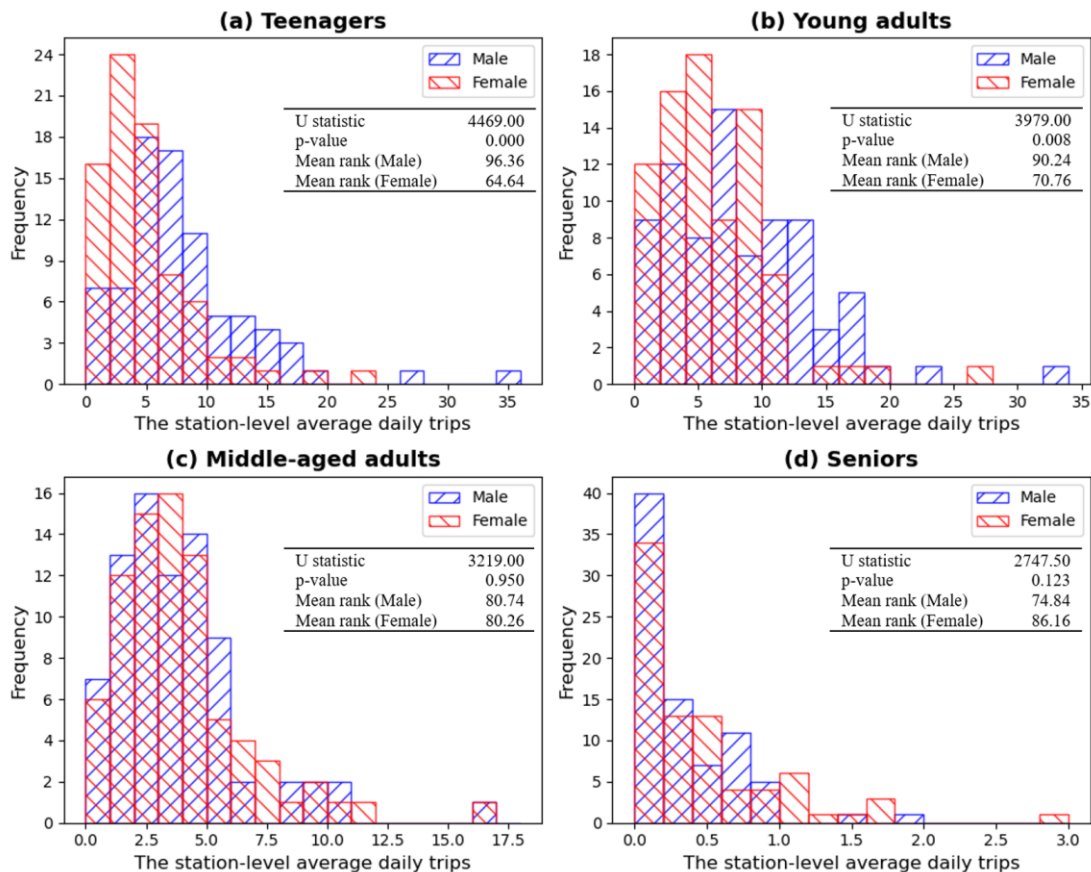 (a) Teenagers
Male
Female
U statistic 4469.00
p-value 0.000
Mean rank (Male) 96.36
Mean rank (Female) 64.64
Frequency
24
21
18
15
12
9
6
3
0
0 5 10 15 20 25 30 35
The station-level average daily trips
(b) Young adults
Male
Female
U statistic 3979.00
p-value 0.008
Mean rank (Male) 90.24
Mean rank (Female) 70.76
Frequency
18
16
14
12
10
8
6
4
2
0
0 5 10 15 20 25 30 35
The station-level average daily trips
(c) Middle-aged adults
Male
Female
U statistic 3219.00
p-value 0.950
Mean rank (Male) 80.74
Mean rank (Female) 80.26
Frequency
16
14
12
10
8
6
4
2
0
0.0 2.5 5.0 7.5 10.0 12.5 15.0 17.5
The station-level average daily trips
(d) Seniors
Male
Female
U statistic 2747.50
p-value 0.123
Mean rank (Male) 74.84
Mean rank (Female) 86.16
Frequency
40
35
30
25
20
15
10
5
0
0.0 0.5 1.0 1.5 2.0 2.5 3.0
The station-level average daily trips